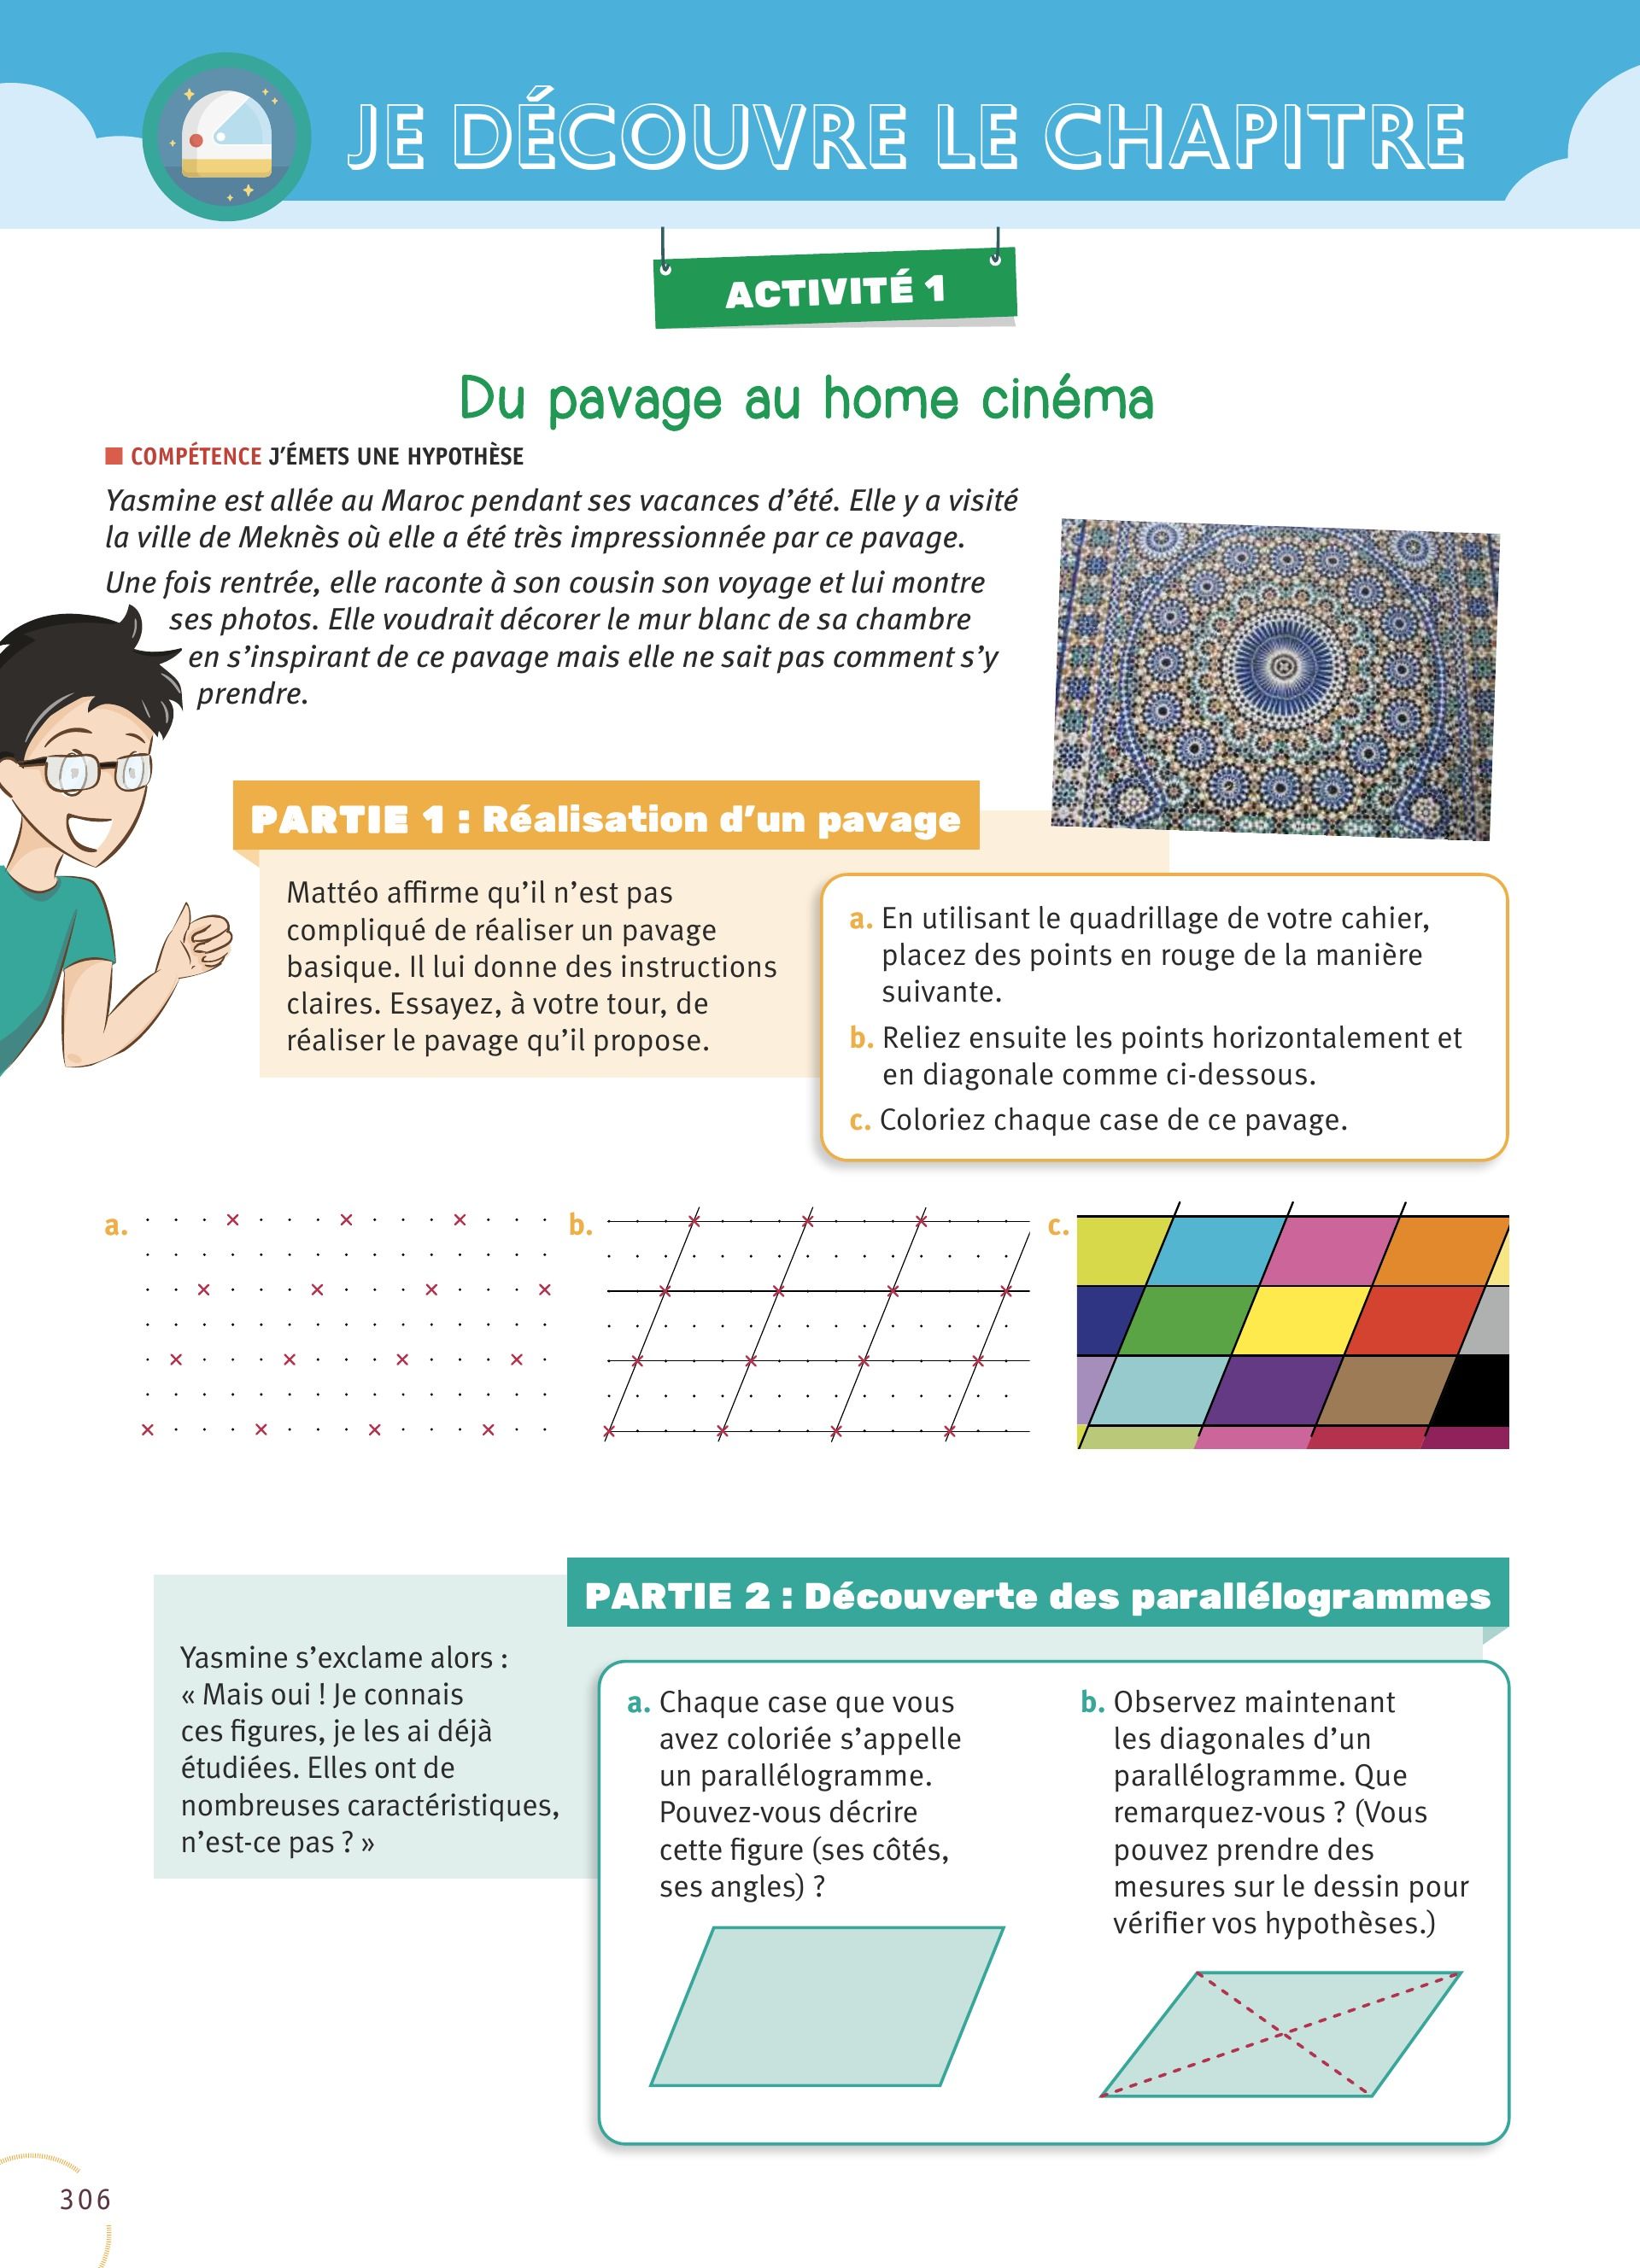 JE DÉCOUVRE LE CHAPITRE
ACTIVITÉ 1
Du pavage au home cinéma
COMPÉTENCE J'ÉMETS UNE HYPOTHÈSE
Yasmine est allée au Maroc pendant ses vacances d'été. Elle y a visité
la ville de Meknès où elle a été très impressionnée par ce pavage.
Une fois rentrée, elle raconte à son cousin son voyage et lui montre
ses photos. Elle voudrait décorer le mur blanc de sa chambre
en s'inspirant de ce pavage mais elle ne sait pas comment s'y
prendre.
PARTIE 1 : Réalisation d'un pavage
Mattéo affirme qu'il n'est pas
compliqué de réaliser un pavage
basique. Il lui donne des instructions
claires. Essayez, à votre tour, de
réaliser le pavage qu'il propose.
a. En utilisant le quadrillage de votre cahier,
placez des points en rouge de la manière
suivante.
b. Reliez ensuite les points horizontalement et
en diagonale comme ci-dessous.
c. Coloriez chaque case de ce pavage.
a.
b.
c.
PARTIE 2 : Découverte des parallélogrammes
Yasmine s'exclame alors :
« Mais oui ! Je connais
ces figures, je les ai déjà
étudiées. Elles ont de
nombreuses caractéristiques,
n'est-ce pas ? »
a. Chaque case que vous
avez coloriée s'appelle
un parallélogramme.
Pouvez-vous décrire
cette figure (ses côtés,
ses angles) ?
b. Observez maintenant
les diagonales d'un
parallélogramme. Que
remarquez-vous ? (Vous
pouvez prendre des
mesures sur le dessin pour
vérifier vos hypothèses.)
306